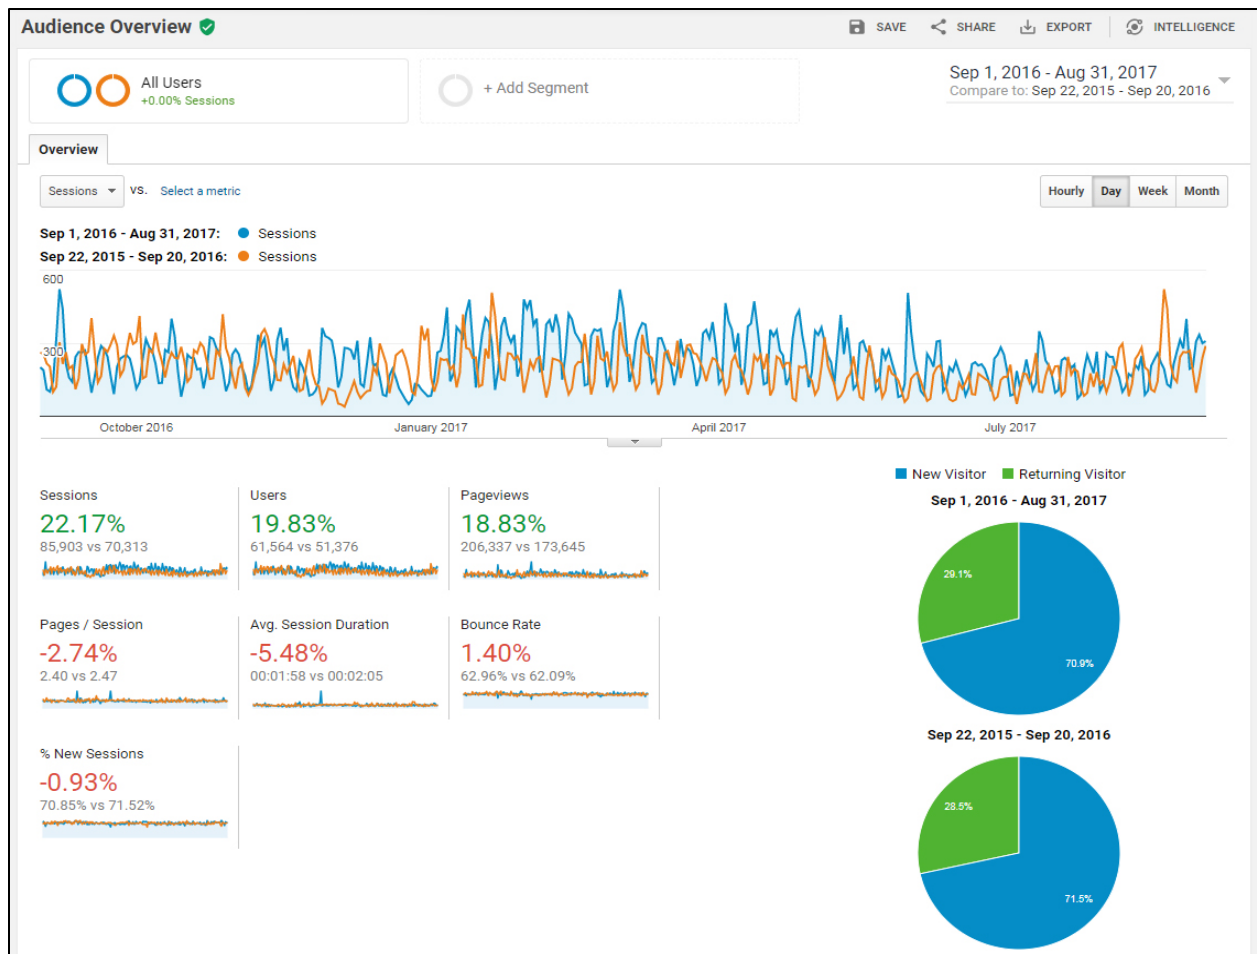 Audience Overview
SAVE SHARE EXPORT INTELLIGENCE
All Users
+0.00% Sessions
+ Add Segment
Sep 1, 2016 - Aug 31, 2017
Compare to: Sep 22, 2015 - Sep 20, 2016
Overview
Sessions VS. Select a metric
Hourly Day Week Month
Sep 1, 2016 - Aug 31, 2017: Sessions
Sep 22, 2015 - Sep 20, 2016: Sessions
600
300
October 2016 January 2017 April 2017 July 2017
New Visitor Returning Visitor
Sep 1, 2016 - Aug 31, 2017
29.1%
70.9%
Sep 22, 2015 - Sep 20, 2016
28.5%
71.5%
Sessions
22.17%
85,903 vs 70,313
Users
19.83%
61,564 vs 51,376
Pageviews
18.83%
206,337 vs 173,645
Pages / Session
-2.74%
2.40 vs 2.47
Avg. Session Duration
-5.48%
00:01:58 vs 00:02:05
Bounce Rate
1.40%
62.96% vs 62.09%
% New Sessions
-0.93%
70.85% vs 71.52%